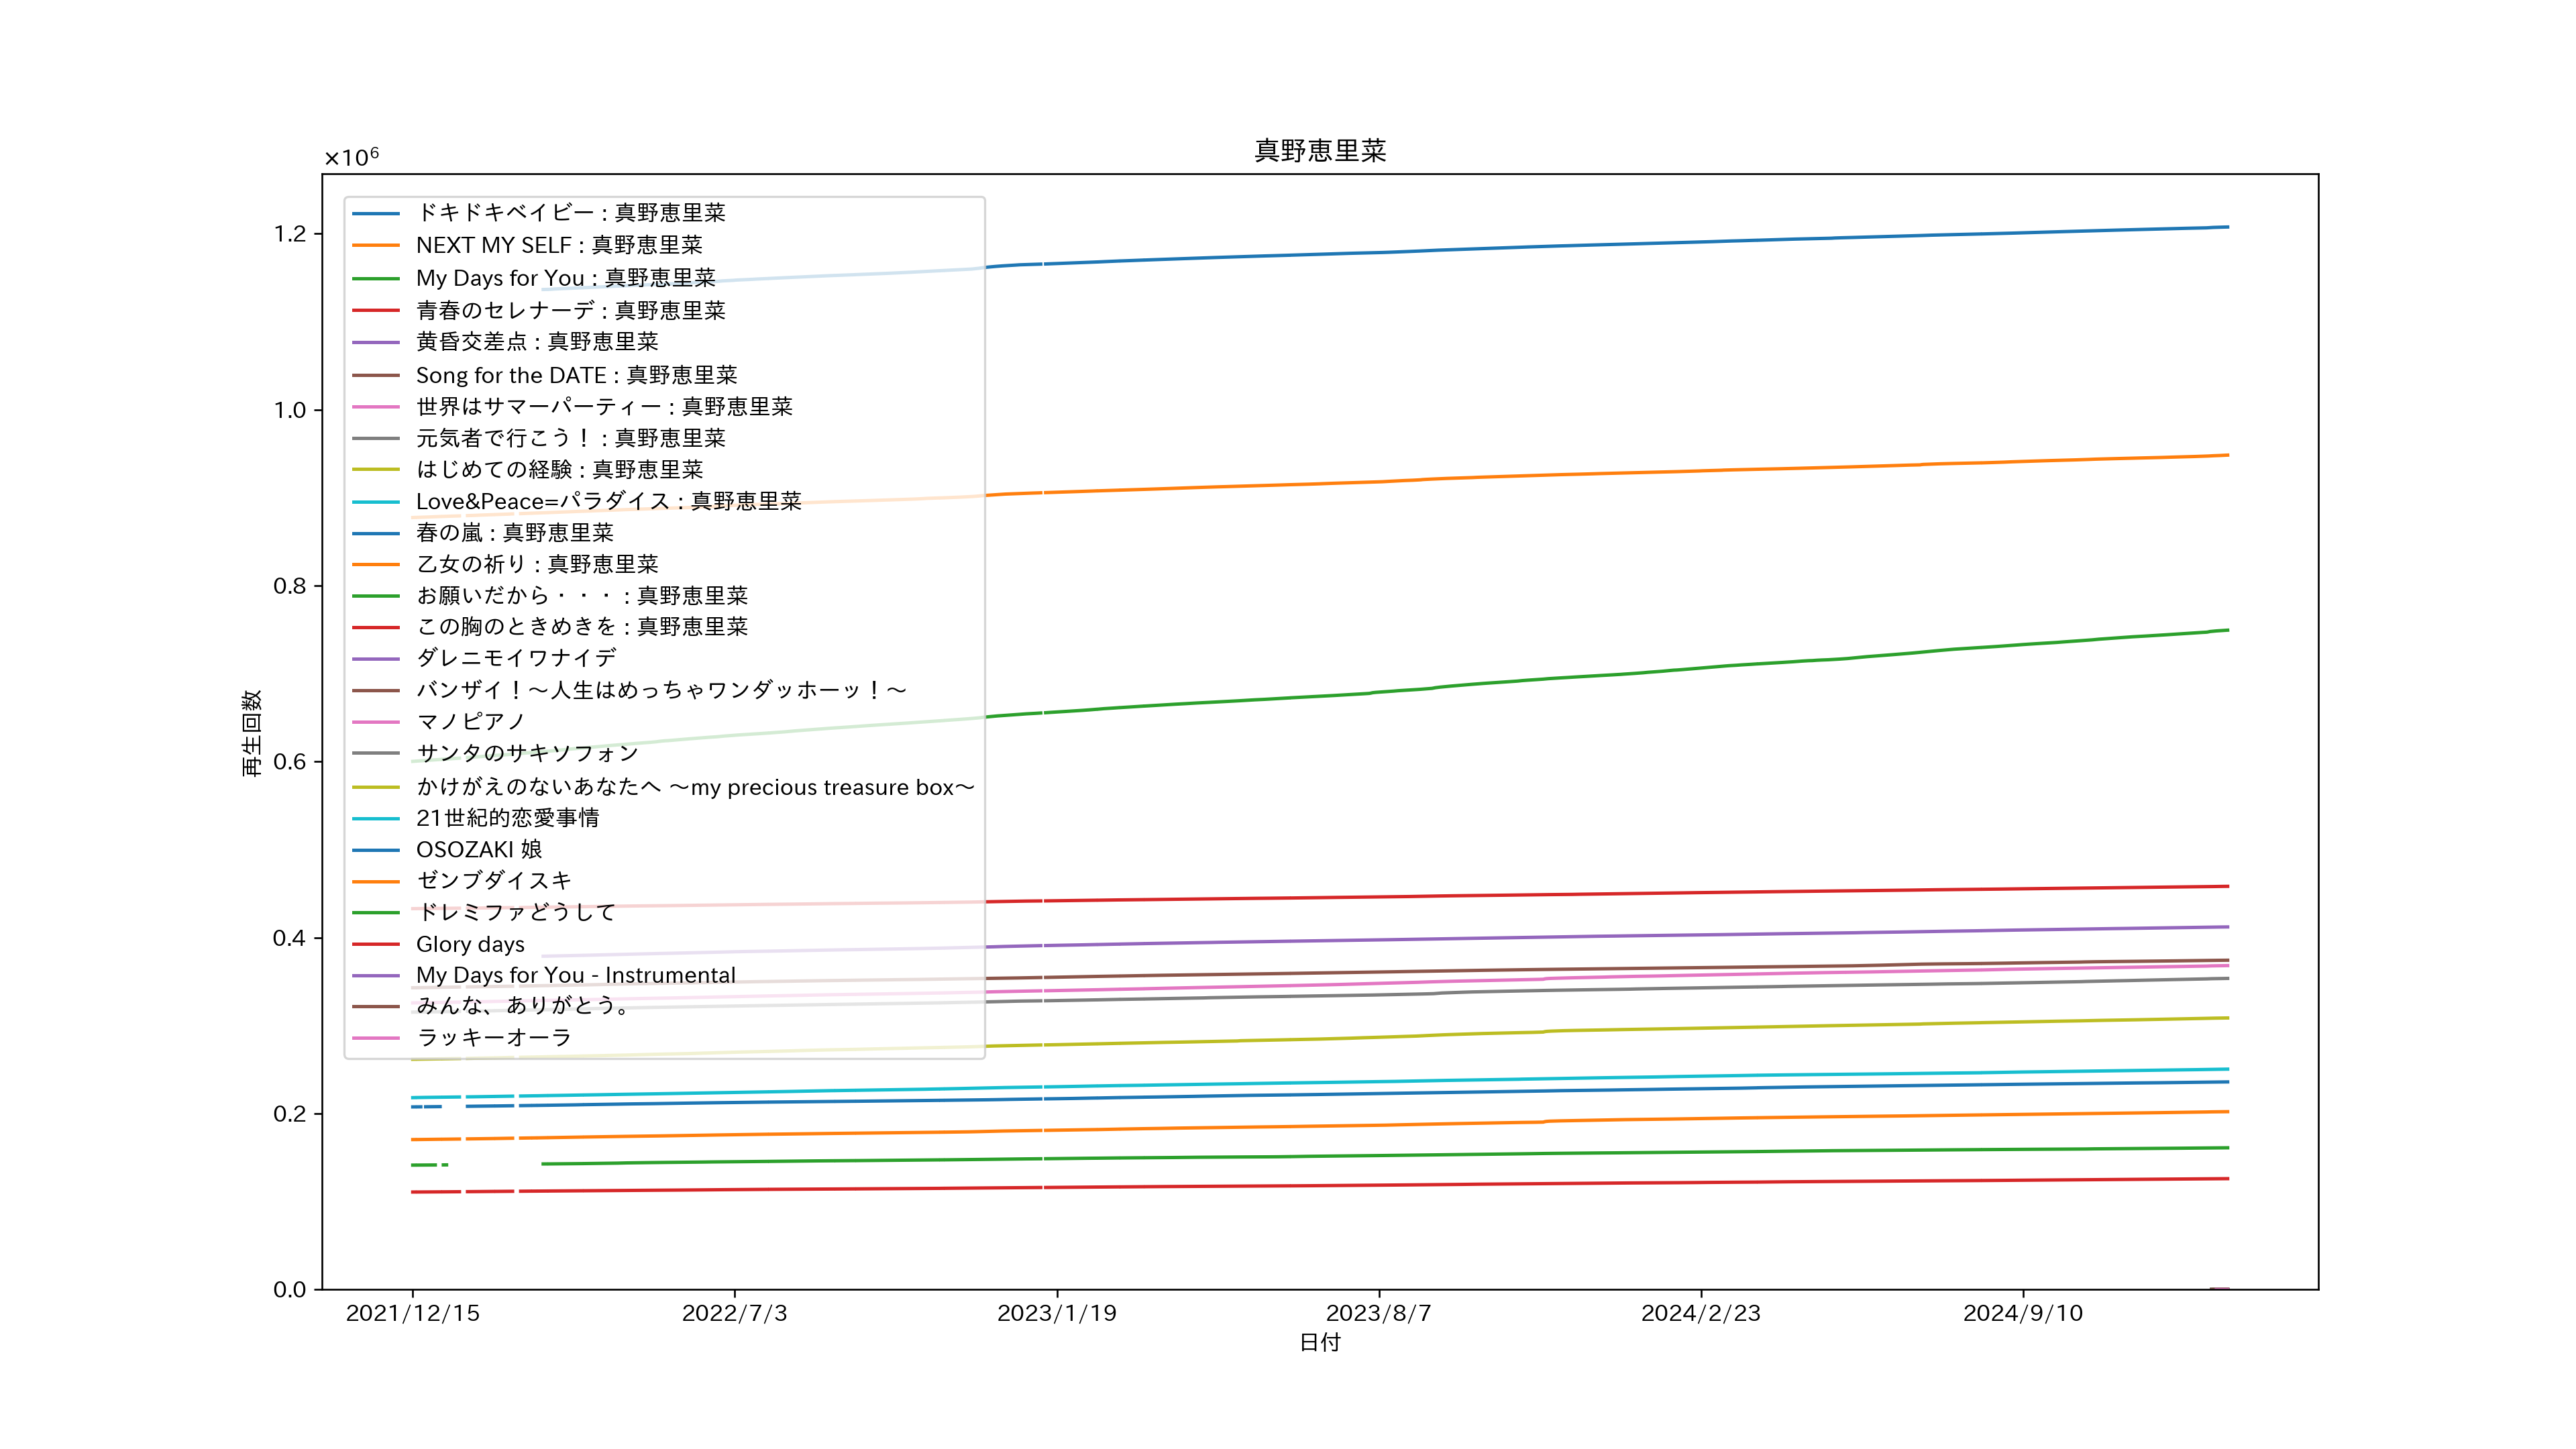 真野恵里菜
×10⁶
1.2
1.0
0.8
0.6
0.4
0.2
0.0
再生回数
ドキドキベイビー : 真野恵里菜
NEXT MY SELF : 真野恵里菜
My Days for You : 真野恵里菜
青春のセレナーデ : 真野恵里菜
黄昏交差点 : 真野恵里菜
Song for the DATE : 真野恵里菜
世界はサマーパーティー : 真野恵里菜
元気者で行こう！ : 真野恵里菜
はじめての経験 : 真野恵里菜
Love&Peace=パラダイス : 真野恵里菜
春の嵐 : 真野恵里菜
乙女の祈り : 真野恵里菜
お願いだから・・・ : 真野恵里菜
この胸のときめきを : 真野恵里菜
ダレニモイワナイデ
バンザイ！～人生はめっちゃワンダッホーッ！～
マノピアノ
サンタのサキソフォン
かけがえのないあなたへ ～my precious treasure box～
21世紀的恋愛事情
OSOZAKI 娘
ゼンブダイスキ
ドレミファどうして
Glory days
My Days for You - Instrumental
みんな、ありがとう。
ラッキーオーラ
2021/12/15 2022/7/3 2023/1/19 2023/8/7 2024/2/23 2024/9/10
日付